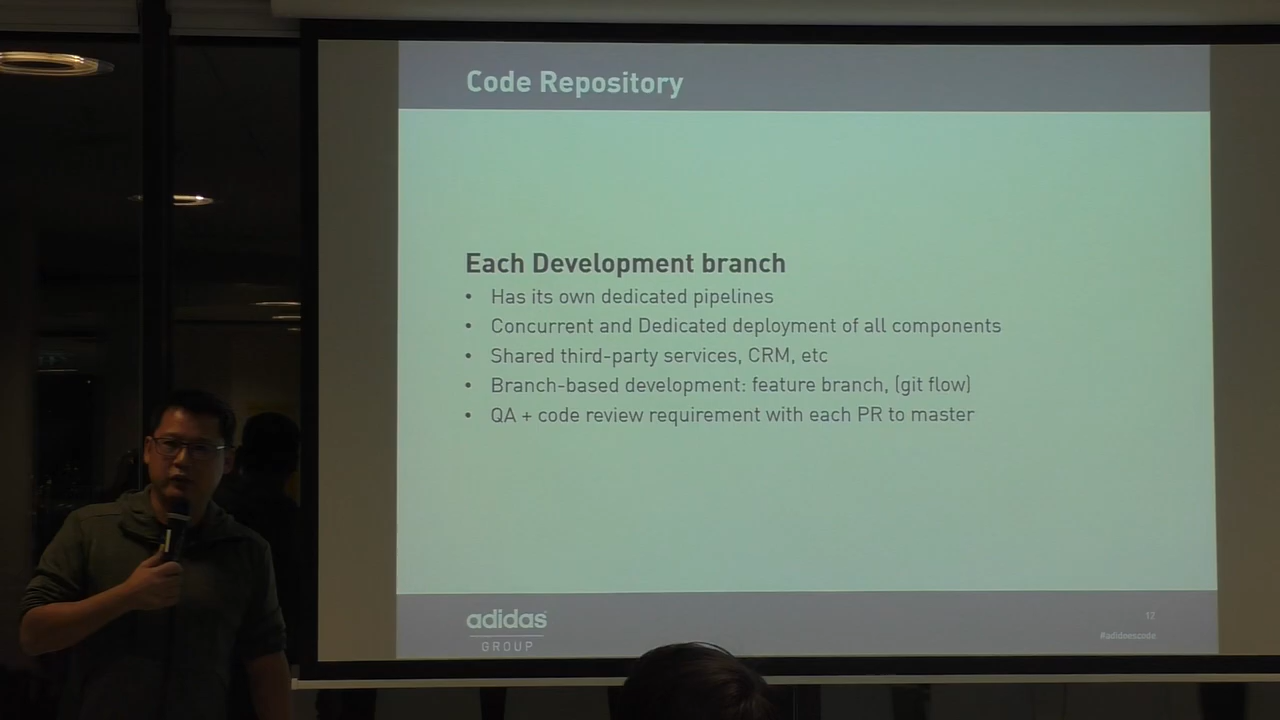 Code Repository
Each Development branch
• Has its own dedicated pipelines
• Concurrent and Dedicated deployment of all components
• Shared third-party services, CRM, etc
• Branch-based development: feature branch, (git flow)
• QA + code review requirement with each PR to master
adidas
GROUP
12
#adidoescode